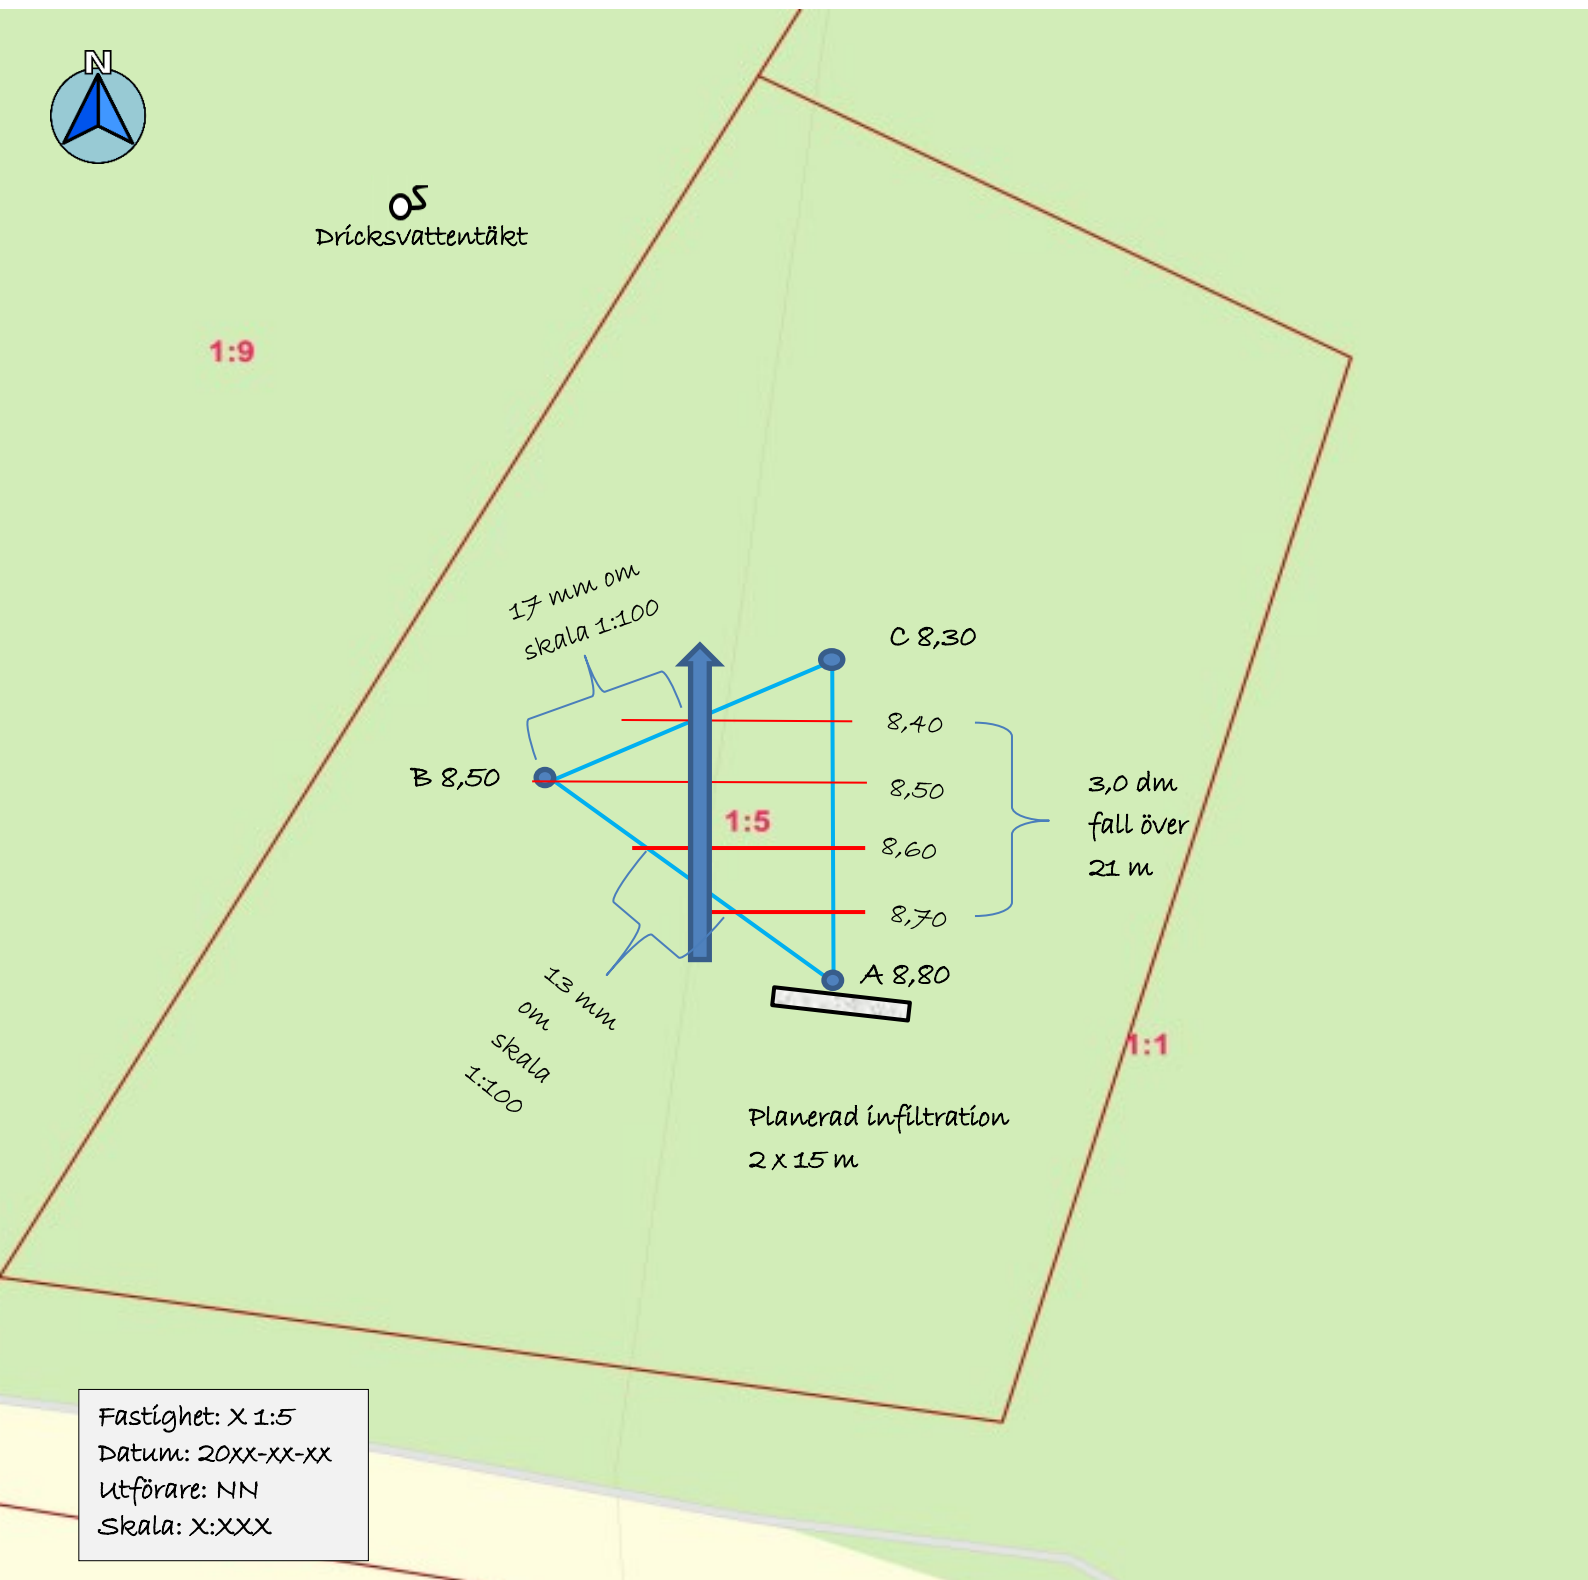 N
Dricksvattentäkt
1:9
17 mm om
skala 1:100
C 8,30
8,40
B 8,50
8,50
3,0 dm
fall över
21 m
1:5
8,60
8,70
A 8,80
13 mm
om
skala
1:100
1:1
Planerad infiltration
2 x 15 m
Fastighet: X 1:5
Datum: 20xx-xx-xx
Utförare: NN
Skala: X:XXX